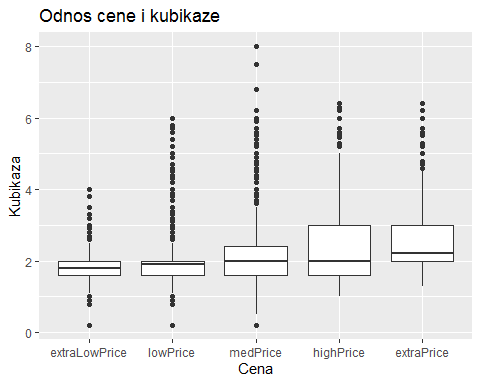 Odnos cene i kubikaze
8
6
4
2
0
Kubikaza
extraLowPrice
lowPrice
medPrice
highPrice
extraPrice
Cena